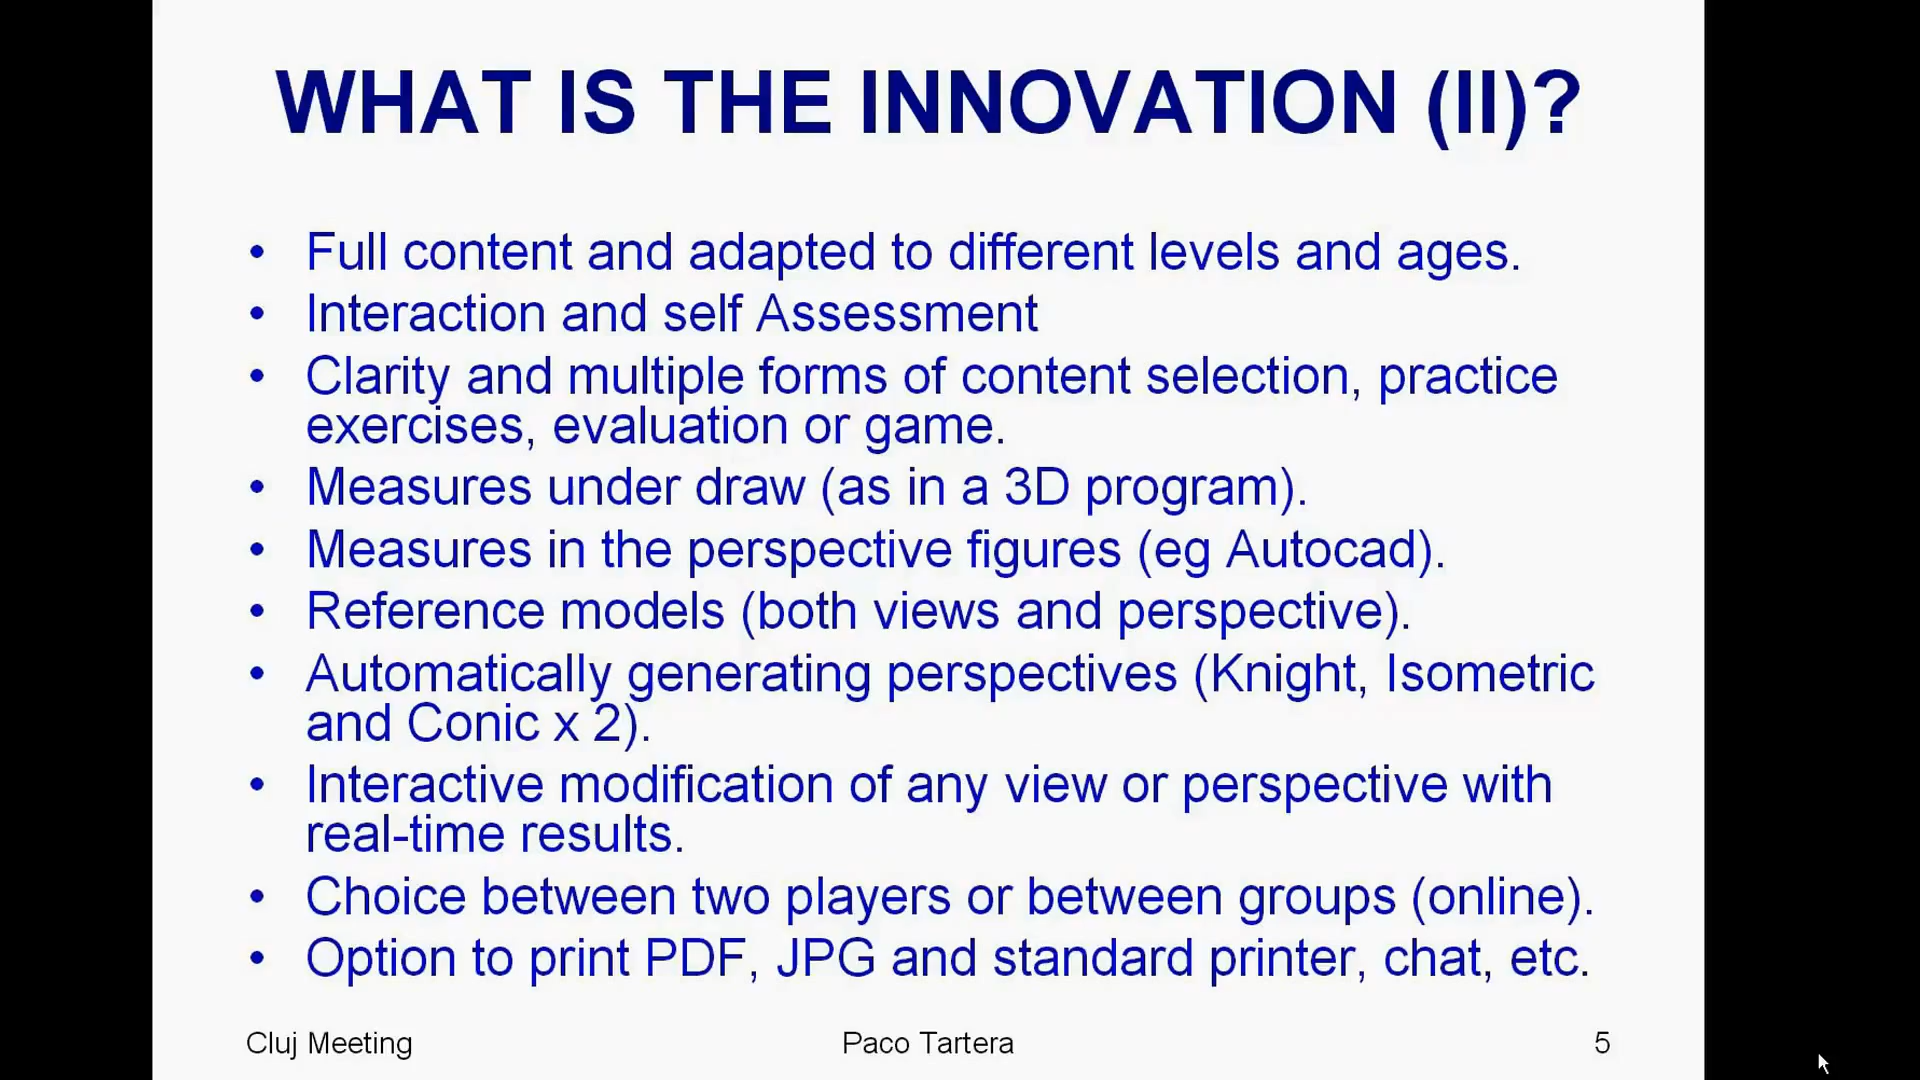 WHAT IS THE INNOVATION (II)?
• Full content and adapted to different levels and ages.
• Interaction and self Assessment
• Clarity and multiple forms of content selection, practice
exercises, evaluation or game.
• Measures under draw (as in a 3D program).
• Measures in the perspective figures (eg Autocad).
• Reference models (both views and perspective).
• Automatically generating perspectives (Knight, Isometric
and Conic x 2).
• Interactive modification of any view or perspective with
real-time results.
• Choice between two players or between groups (online).
• Option to print PDF, JPG and standard printer, chat, etc.
Cluj Meeting
Paco Tartera
5